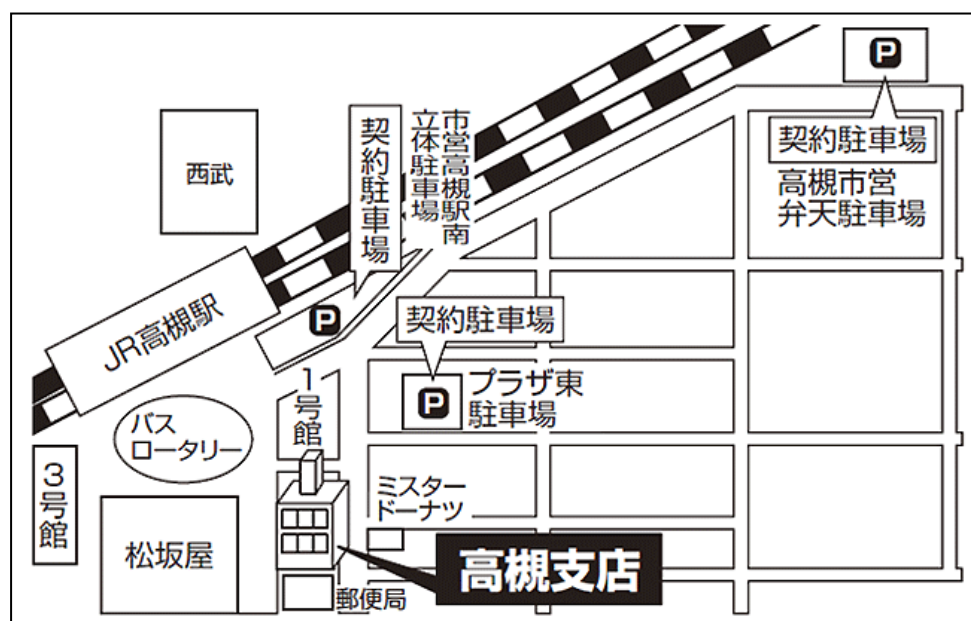 P
契約駐車場
高槻市営
弁天駐車場
市営高槻駅南
立体駐車場
契約駐車場
P
西武
JR高槻駅
契約駐車場
P
プラザ東
駐車場
1号館
バス
ロータリー
3号館
松坂屋
ミスター
ドーナツ
高槻支店
郵便局